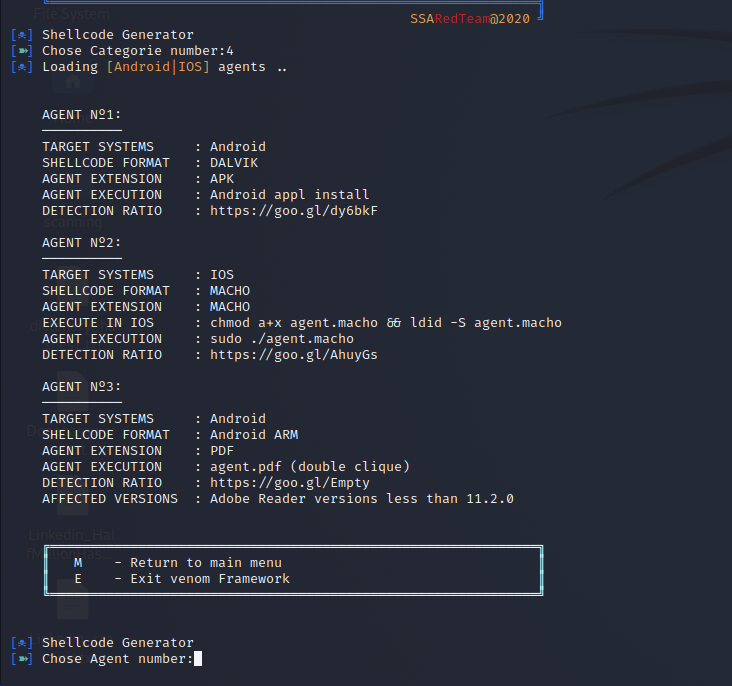 File System
SSARedTeam@2020
[☠] Shellcode Generator
[➽] Chose Categorie number:4
[☠] Loading [Android|IOS] agents ..
AGENT Nº1:
TARGET SYSTEMS : Android
SHELLCODE FORMAT : DALVIK
AGENT EXTENSION : APK
AGENT EXECUTION : Android appl install
DETECTION RATIO : https://goo.gl/dy6bkF
scanning
AGENT Nº2:
TARGET SYSTEMS : IOS
SHELLCODE FORMAT : MACHO
AGENT EXTENSION : MACHO
EXECUTE IN IOS : chmod a+x agent.macho && ldid -S agent.macho
AGENT EXECUTION : sudo ./agent.macho
DETECTION RATIO : https://goo.gl/AhuyGs
AGENT Nº3:
TARGET SYSTEMS : Android
SHELLCODE FORMAT : Android ARM
AGENT EXTENSION : PDF
AGENT EXECUTION : agent.pdf (double clique)
DETECTION RATIO : https://goo.gl/Empty
AFFECTED VERSIONS : Adobe Reader versions less than 11.2.0
LinkedIn_Hal
M - Return to main menu
E - Exit venom Framework
[☠] Shellcode Generator
[➽] Chose Agent number: